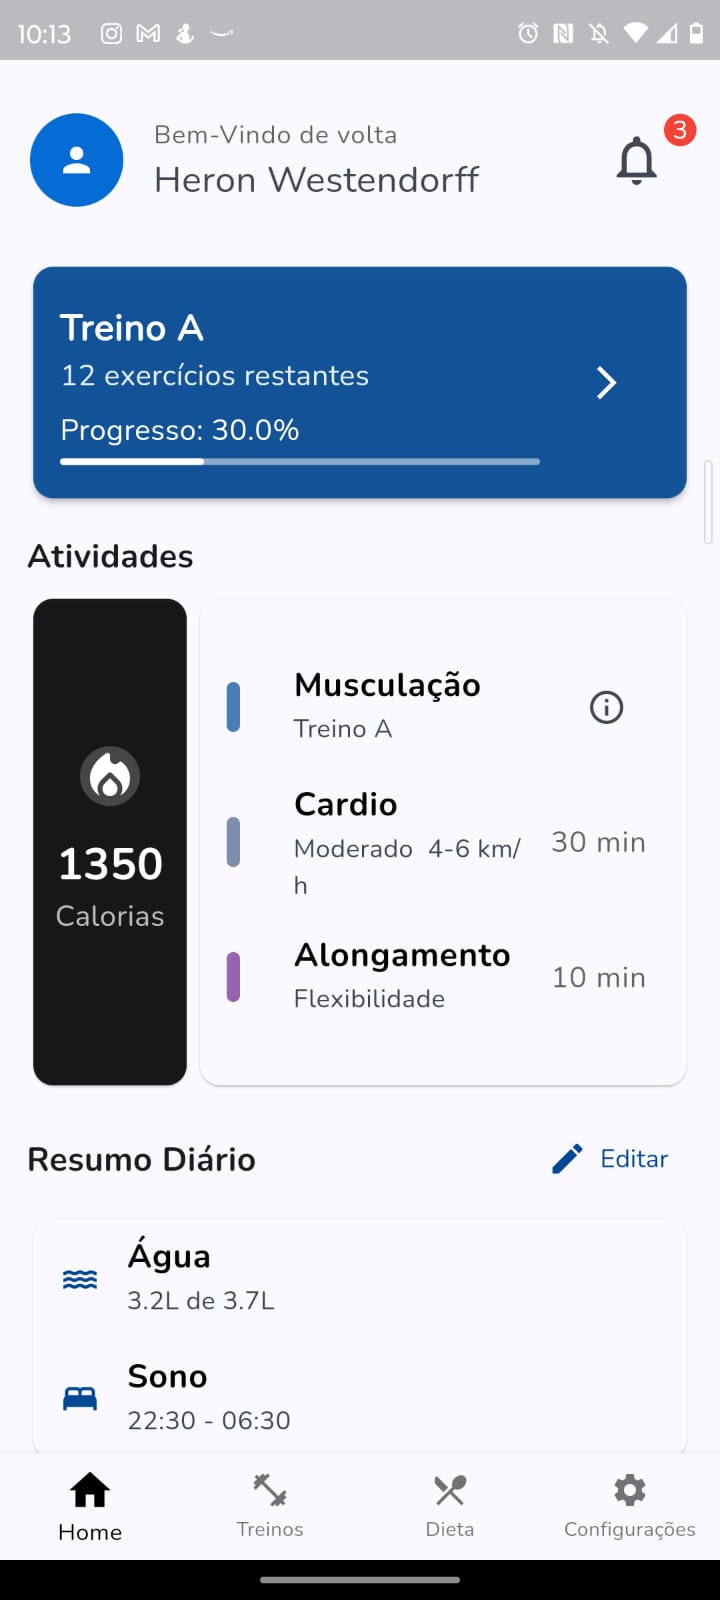 10:13
Bem-Vindo de volta
Heron Westendorff
3
Treino A
12 exercícios restantes
Progresso: 30.0%
Atividades
1350
Calorias
Musculação
Treino A
Cardio
Moderado  4-6 km/
h
30 min
Alongamento
Flexibilidade
10 min
Resumo Diário
Editar
Água
3.2L de 3.7L
Sono
22:30 - 06:30
Home
Treinos
Dieta
Configurações